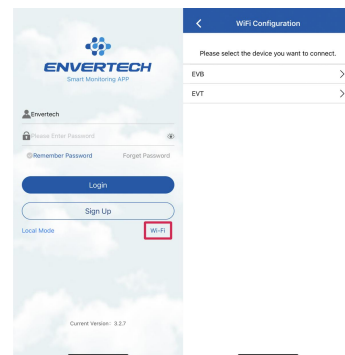 ENVERTECH
Smart Monitoring APP
Envertech
Please Enter Password
Remember Password Forget Password
Login
Sign Up
Local Mode Wi-Fi
Current Version: 3.2.7
WiFi Configuration
Please select the device you want to connect.
EVB
EVT